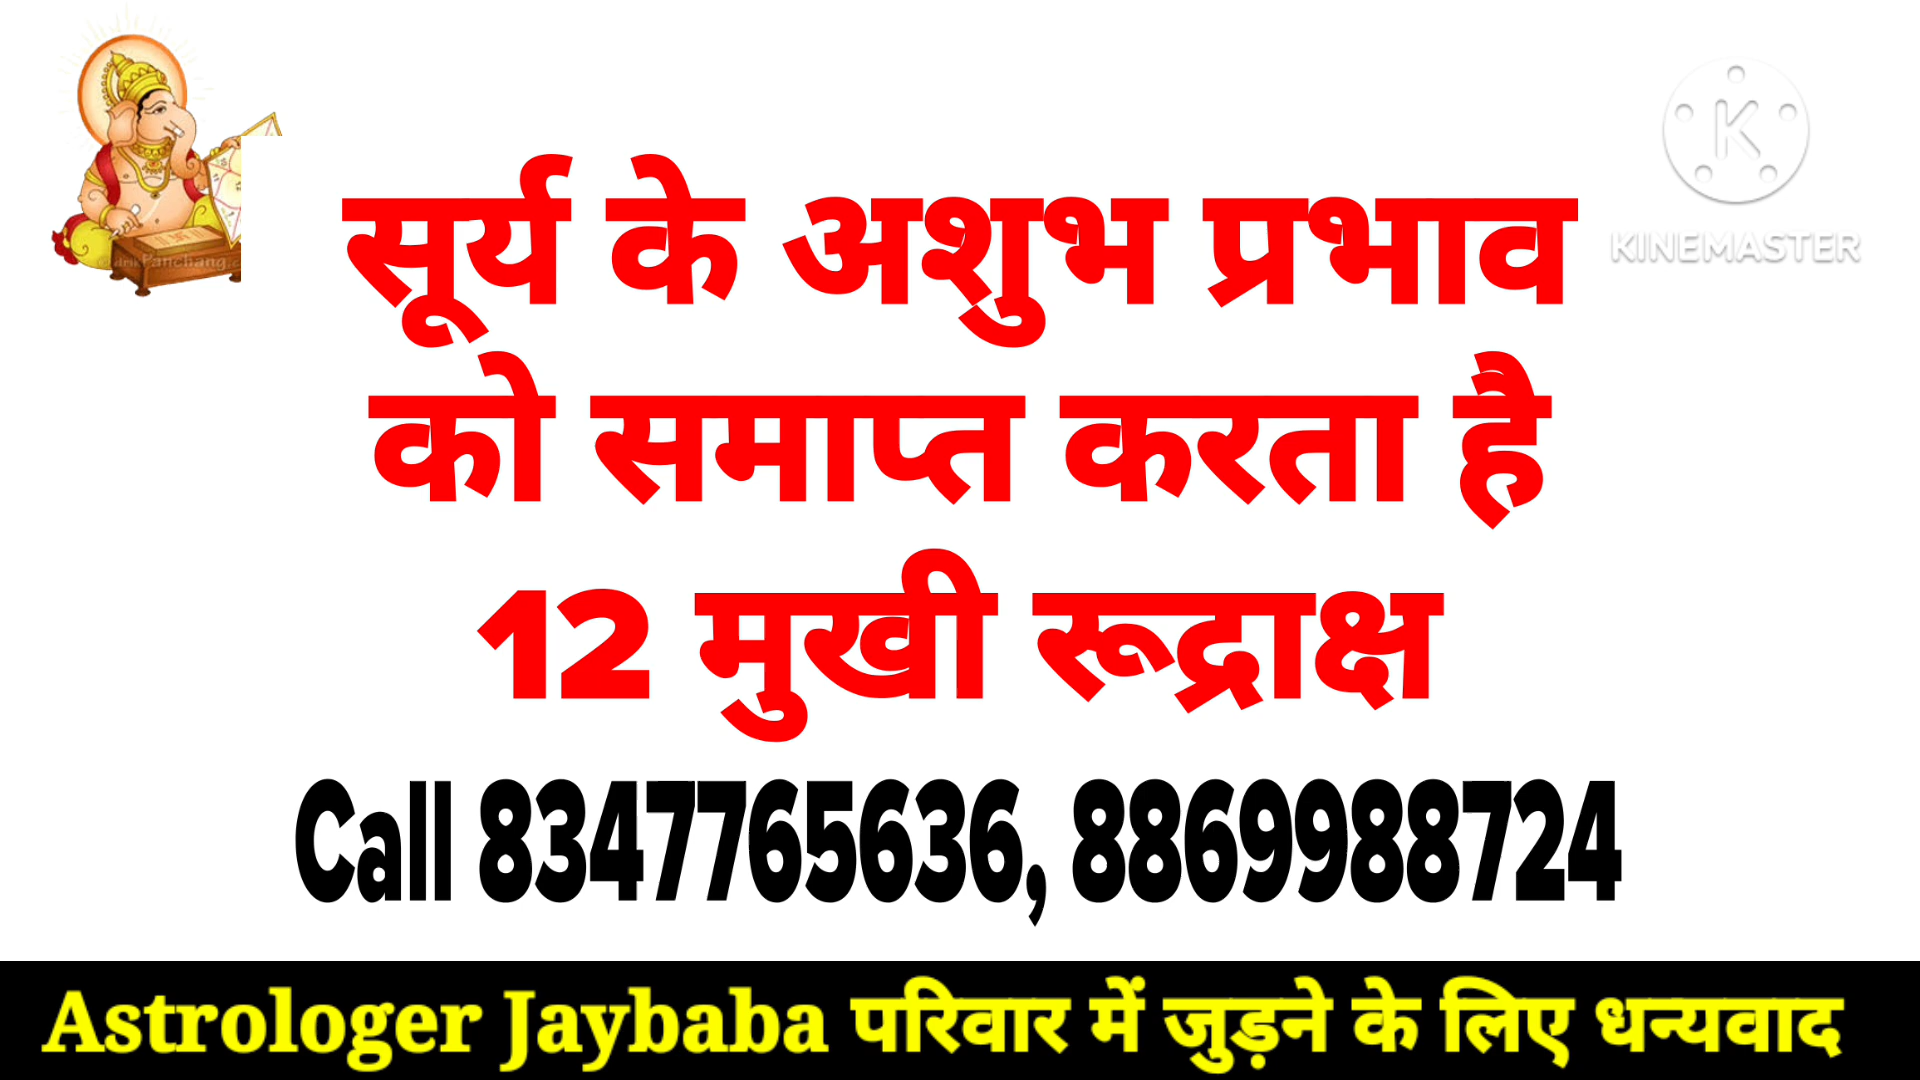 सूर्य के अशुभ प्रभाव
KINEMASTER
को समाप्त करता है
12 मुखी रूद्राक्ष
Call 8347765636, 8869988724
Astrologer Jaybaba परिवार में जुड़ने के लिए धन्यवाद